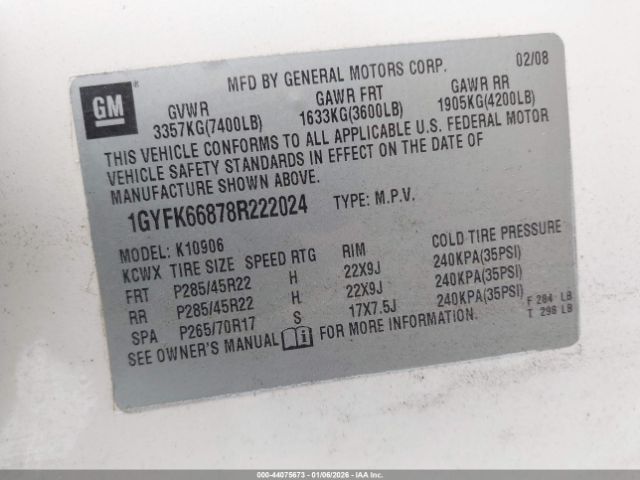 GM
MFD BY GENERAL MOTORS CORP. 02/08
GVWR GAWR FRT GAWR RR
3357KG(7400LB) 1633KG(3600LB) 1905KG(4200LB)
THIS VEHICLE CONFORMS TO ALL APPLICABLE U.S. FEDERAL MOTOR
VEHICLE SAFETY STANDARDS IN EFFECT ON THE DATE OF
MANUFACTURE SHOWN ABOVE.
1GYFK66878R222024 TYPE: M.P.V.
MODEL: K10906
KCWX TIRE SIZE SPEED RTG RIM COLD TIRE PRESSURE
FRT P285/45R22 H 22X9J 240KPA(35PSI)
RR P285/45R22 H 22X9J 240KPA(35PSI)
SPA P265/70R17 S 17X7.5J 240KPA(35PSI)
SEE OWNER'S MANUAL FOR MORE INFORMATION.
F 284 LB
T 298 LB
000-44075673 - 01/06/2026 - IAA Inc.